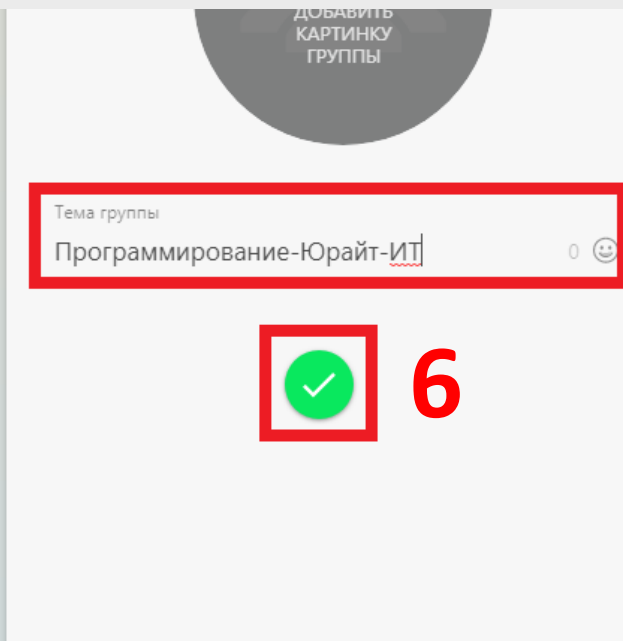 ДОБАВИТЬ
КАРТИНКУ
ГРУППЫ
Тема группы
Программирование-Юрайт-ИТ 0
6